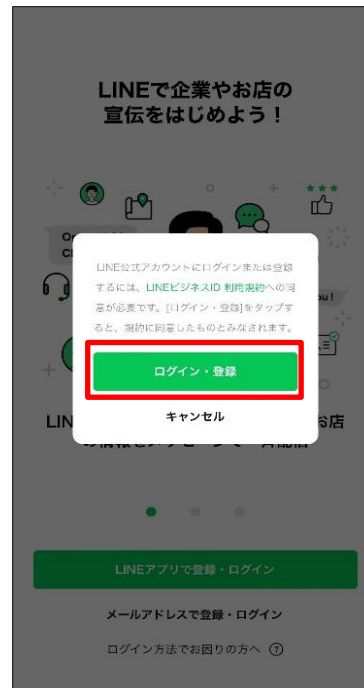 LINEで企業やお店の
宣伝をはじめよう！
LINE公式アカウントにログインまたは登録
するには、LINEビジネスID 利用規約への同
意が必要です。[ログイン・登録]をタップす
ると、規約に同意したものとみなされます。
ログイン・登録
キャンセル
LINEアプリで登録・ログイン
メールアドレスで登録・ログイン
ログイン方法でお困りの方へ ?